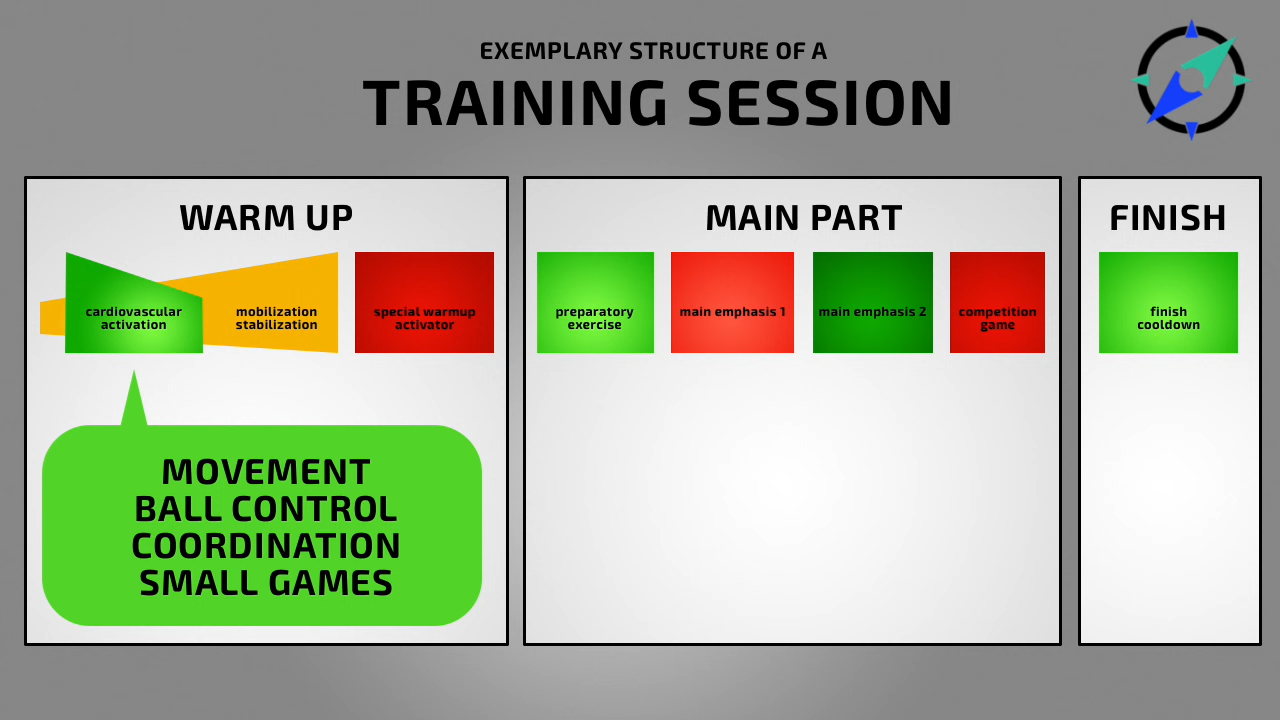 EXEMPLARY STRUCTURE OF A
TRAINING SESSION
WARM UP
cardiovascular
activation
mobilization
stabilization
special warmup
activator
MOVEMENT
BALL CONTROL
COORDINATION
SMALL GAMES
MAIN PART
preparatory
exercise
main emphasis 1
main emphasis 2
competition
game
FINISH
finish
cooldown